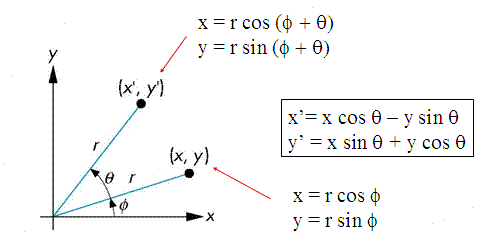 x = r cos (ϕ + θ)
y = r sin (ϕ + θ)
y
(x', y')
r
θ
r
(x, y)
ϕ
x
x’= x cos θ – y sin θ
y’ = x sin θ + y cos θ
x = r cos ϕ
y = r sin ϕ